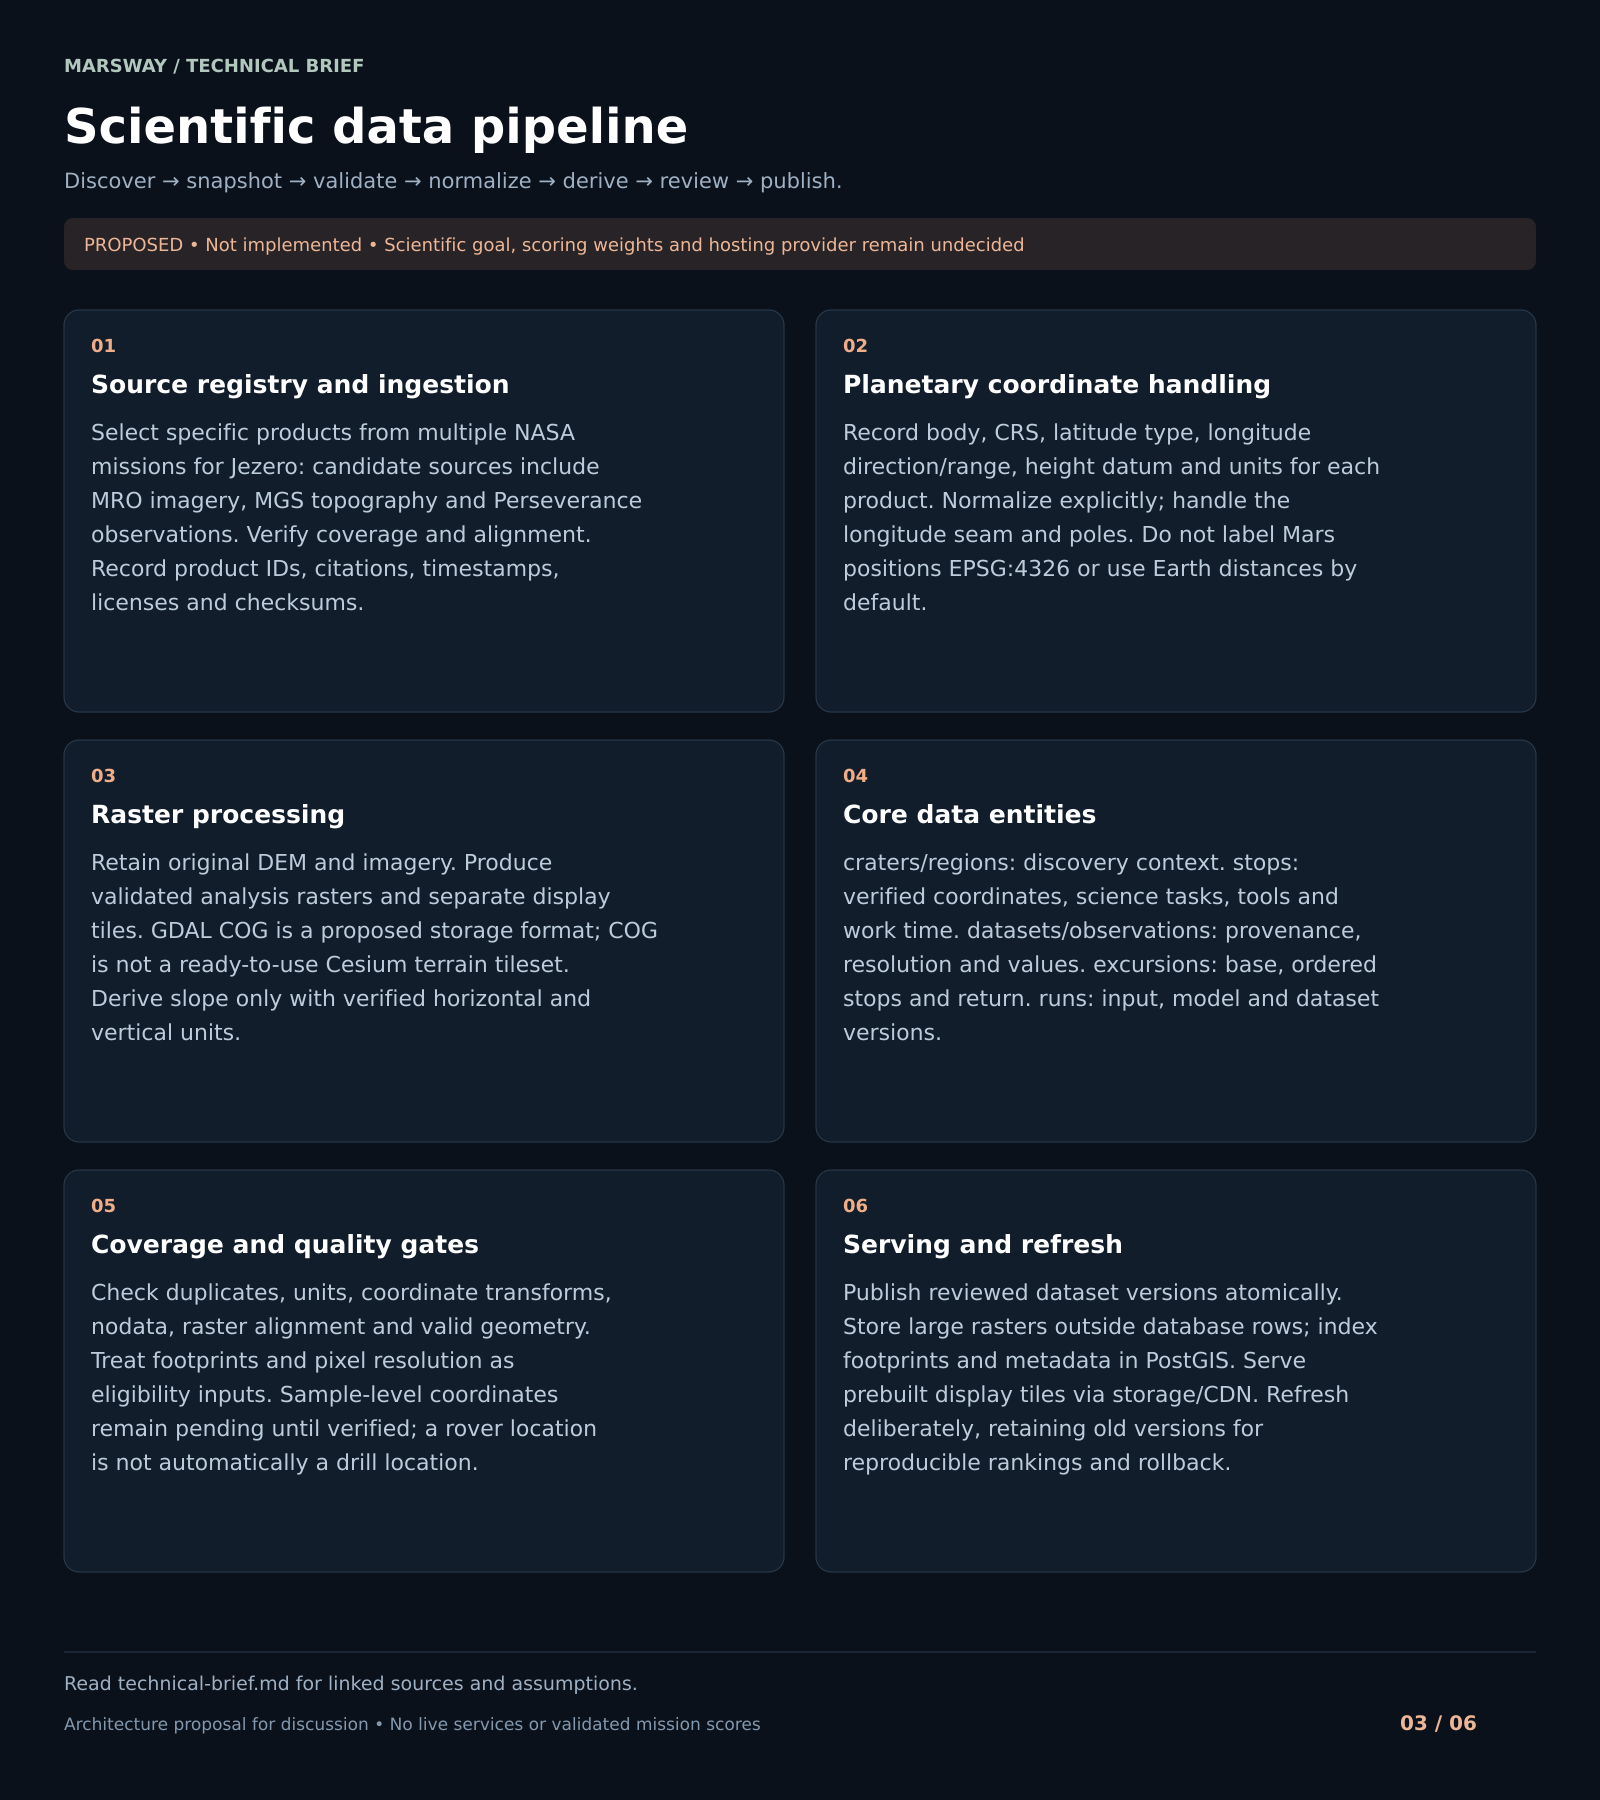 MARSWAY / TECHNICAL BRIEF
Scientific data pipeline
Discover → snapshot → validate → normalize → derive → review → publish.
PROPOSED • Not implemented • Scientific goal, scoring weights and hosting provider remain undecided
01
Source registry and ingestion
Select specific products from multiple NASA
missions for Jezero: candidate sources include
MRO imagery, MGS topography and Perseverance
observations. Verify coverage and alignment.
Record product IDs, citations, timestamps,
licenses and checksums.
02
Planetary coordinate handling
Record body, CRS, latitude type, longitude
direction/range, height datum and units for each
product. Normalize explicitly; handle the
longitude seam and poles. Do not label Mars
positions EPSG:4326 or use Earth distances by
default.
03
Raster processing
Retain original DEM and imagery. Produce
validated analysis rasters and separate display
tiles. GDAL COG is a proposed storage format; COG
is not a ready-to-use Cesium terrain tileset.
Derive slope only with verified horizontal and
vertical units.
04
Core data entities
craters/regions: discovery context. stops:
verified coordinates, science tasks, tools and
work time. datasets/observations: provenance,
resolution and values. excursions: base, ordered
stops and return. runs: input, model and dataset
versions.
05
Coverage and quality gates
Check duplicates, units, coordinate transforms,
nodata, raster alignment and valid geometry.
Treat footprints and pixel resolution as
eligibility inputs. Sample-level coordinates
remain pending until verified; a rover location
is not automatically a drill location.
06
Serving and refresh
Publish reviewed dataset versions atomically.
Store large rasters outside database rows; index
footprints and metadata in PostGIS. Serve
prebuilt display tiles via storage/CDN. Refresh
deliberately, retaining old versions for
reproducible rankings and rollback.
Read technical-brief.md for linked sources and assumptions.
Architecture proposal for discussion • No live services or validated mission scores
03 / 06